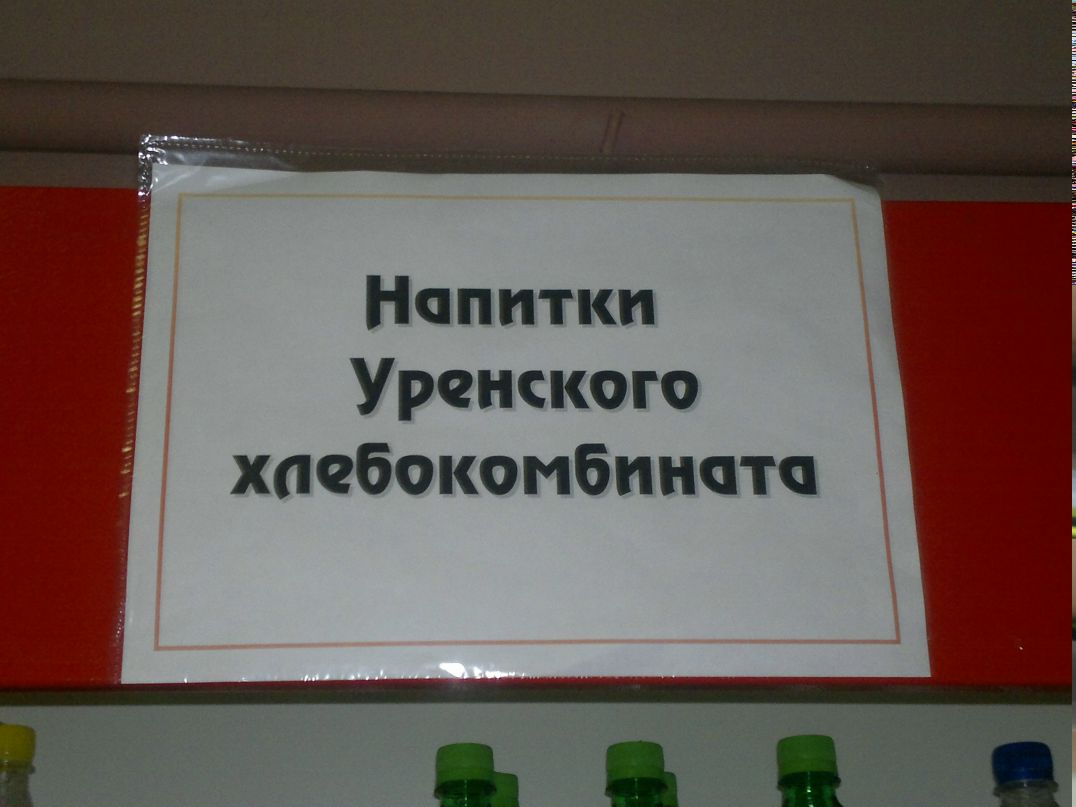 Напитки
Уренского
хлебокомбината